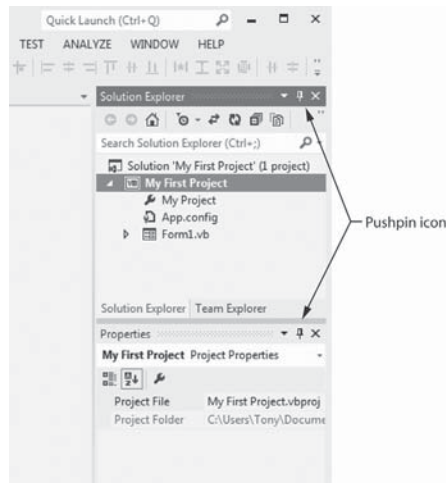 Quick Launch (Ctrl+Q)
TEST ANALYZE WINDOW HELP
Solution Explorer
Search Solution Explorer (Ctrl+;)
Solution 'My First Project' (1 project)
My First Project
My Project
App.config
Form1.vb
Pushpin icon
Solution Explorer Team Explorer
Properties
My First Project Project Properties
Project File My First Project.vbproj
Project Folder C:\Users\Tony\Docume